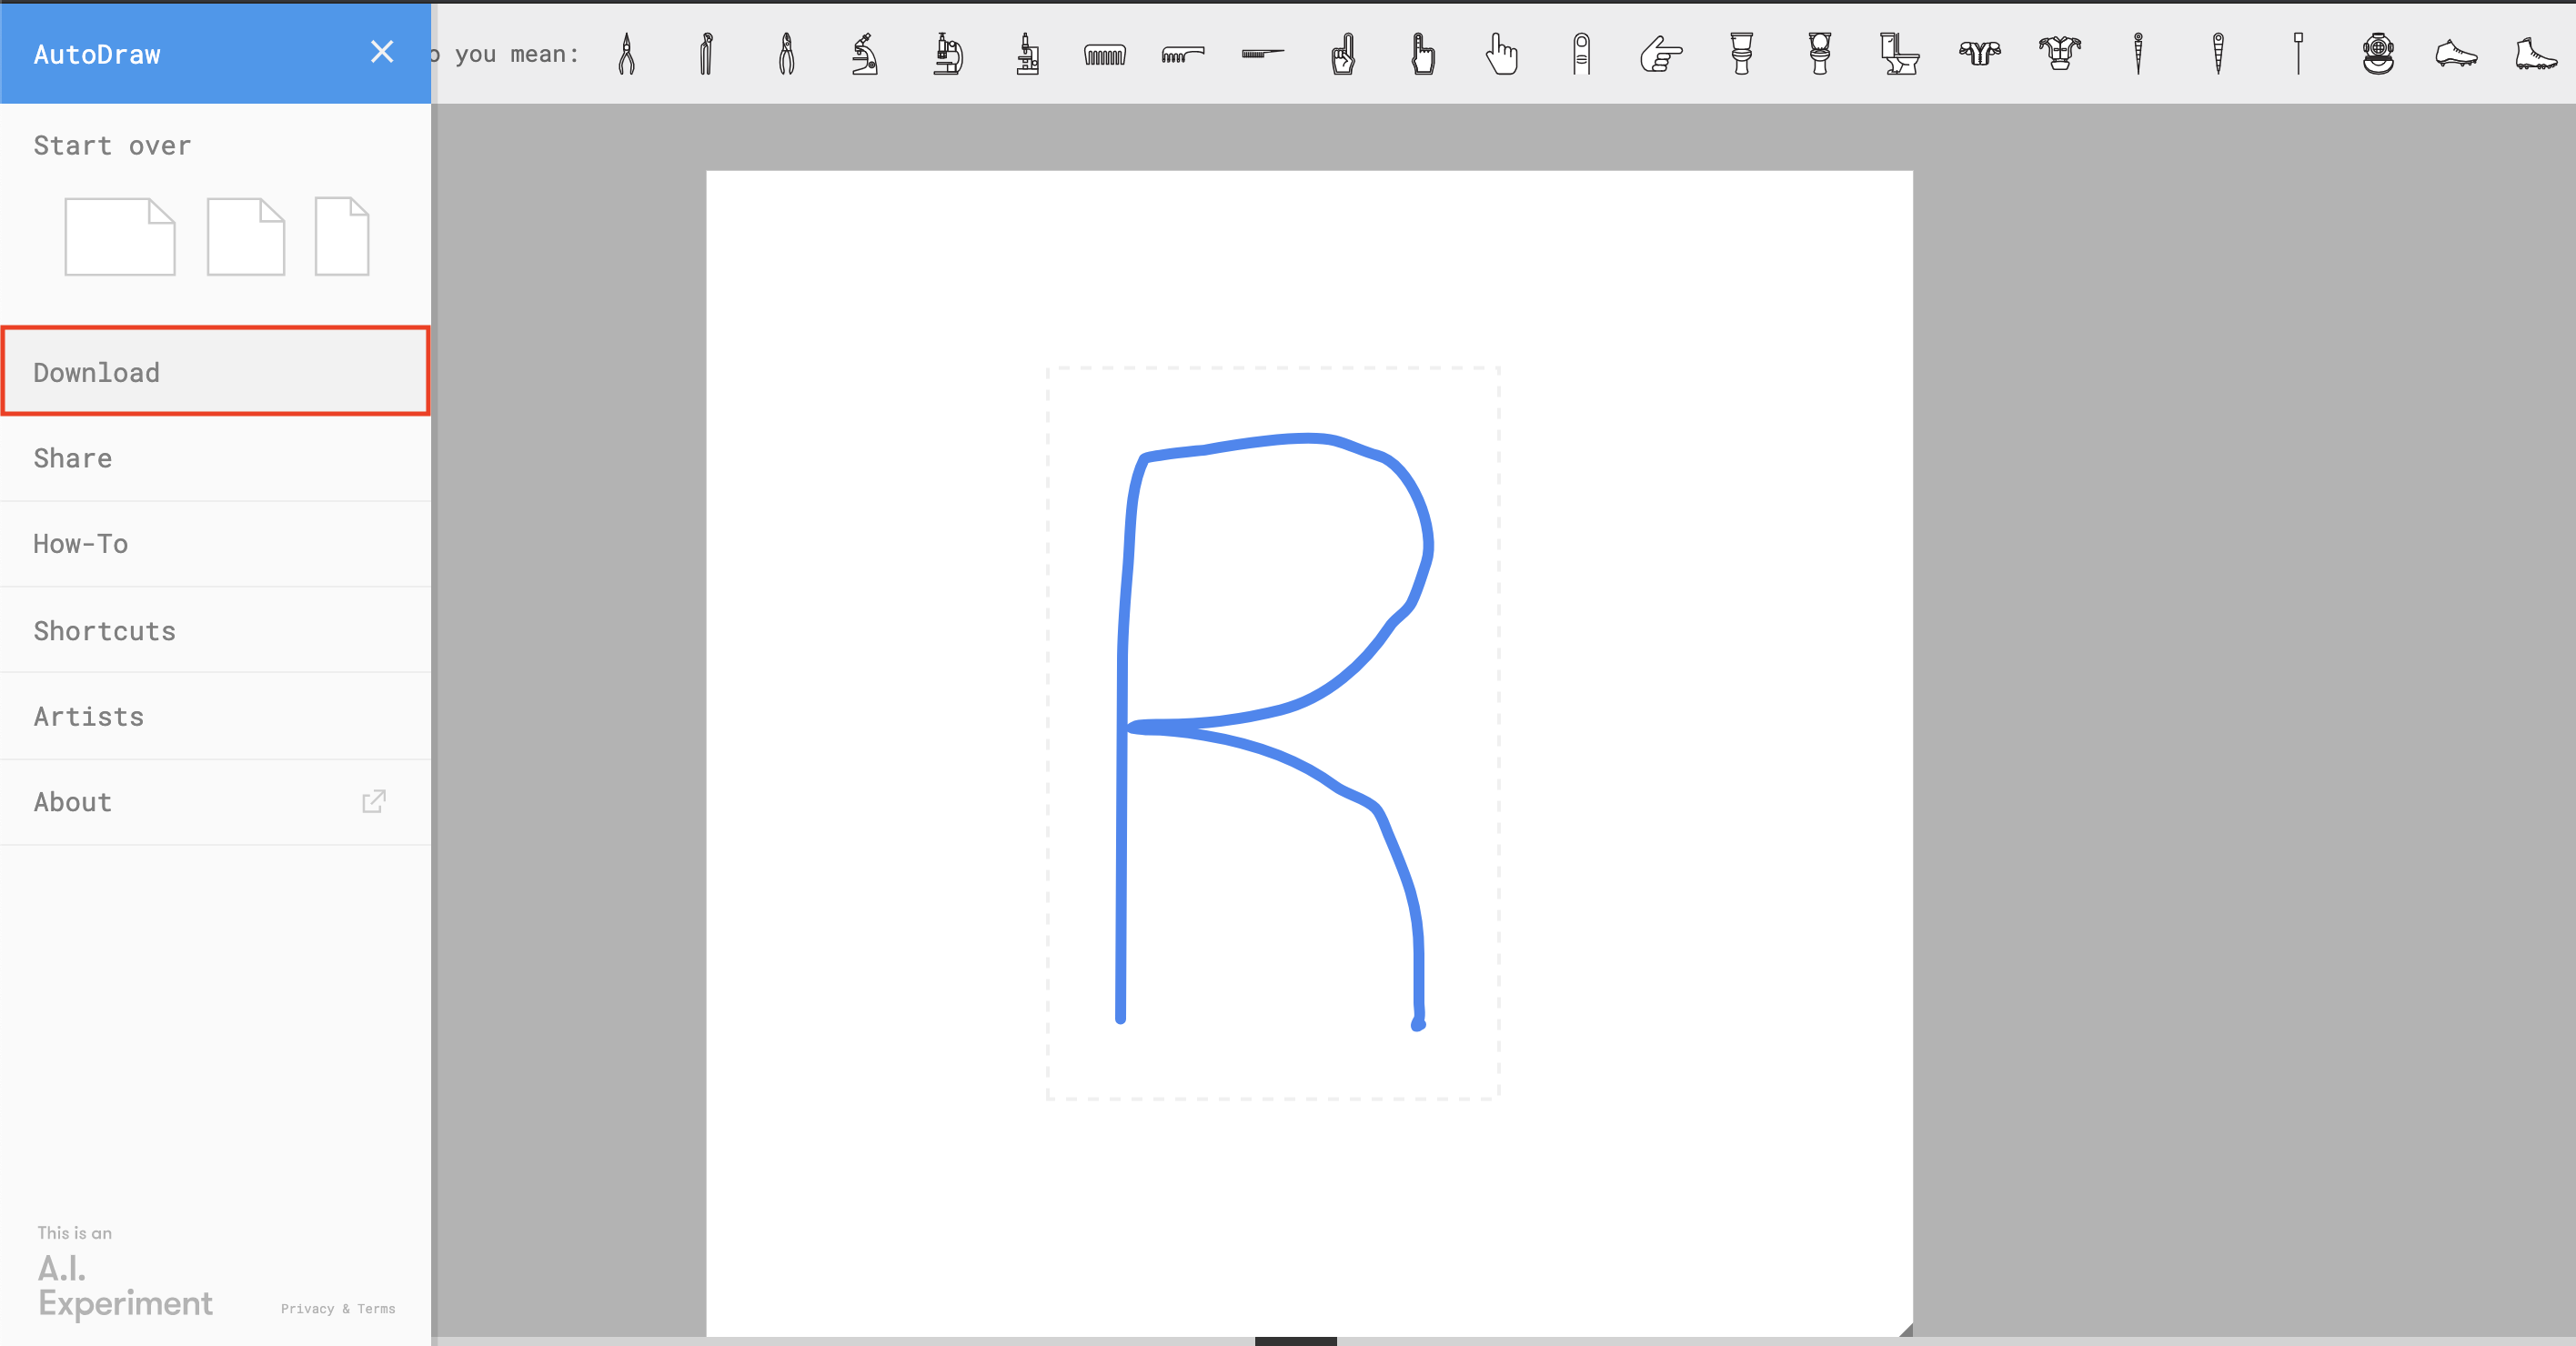 AutoDraw
o you mean:
Start over
Download
Share
How-To
Shortcuts
Artists
About
R
This is an
A.I.
Experiment
Privacy & Terms